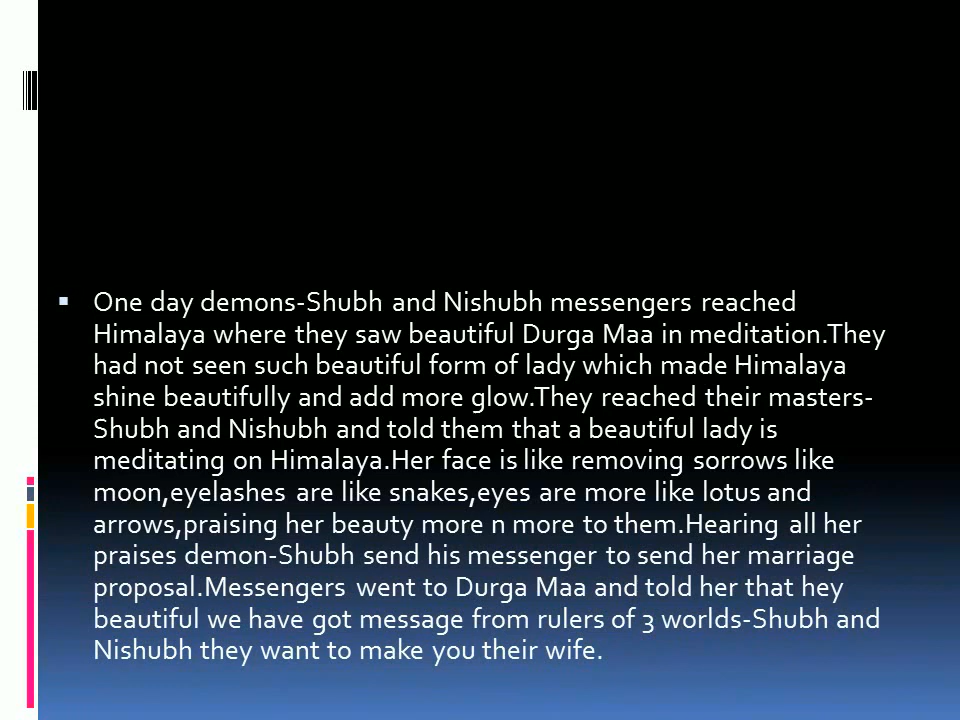 One day demons-Shubh and Nishubh messengers reached
Himalaya where they saw beautiful Durga Maa in meditation.They
had not seen such beautiful form of lady which made Himalaya
shine beautifully and add more glow.They reached their masters-
Shubh and Nishubh and told them that a beautiful lady is
meditating on Himalaya.Her face is like removing sorrows like
moon,eyelashes are like snakes,eyes are more like lotus and
arrows,praising her beauty more n more to them.Hearing all her
praises demon-Shubh send his messenger to send her marriage
proposal.Messengers went to Durga Maa and told her that hey
beautiful we have got message from rulers of 3 worlds-Shubh and
Nishubh they want to make you their wife.